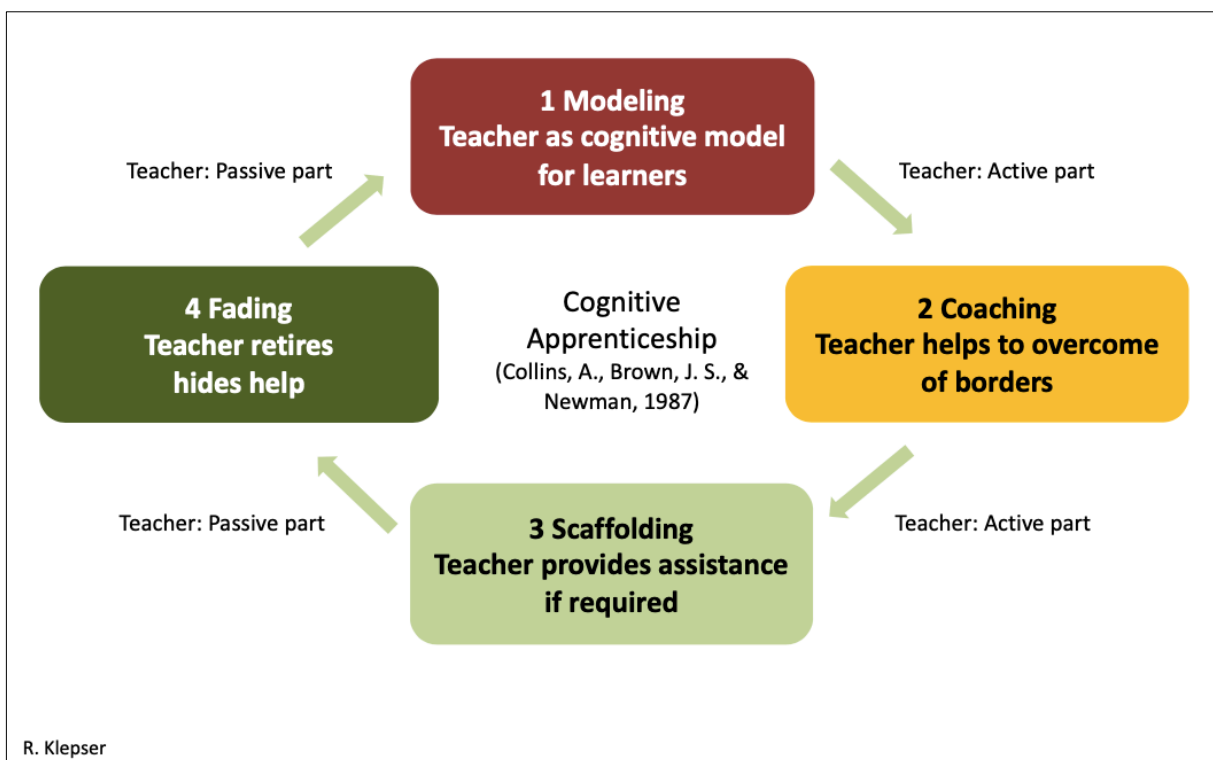 1 Modeling
Teacher as cognitive model
for learners
Teacher: Passive part
Teacher: Active part
4 Fading
Teacher retires
hides help
Cognitive
Apprenticeship
(Collins, A., Brown, J. S., &
Newman, 1987)
2 Coaching
Teacher helps to overcome
of borders
Teacher: Passive part
Teacher: Active part
3 Scaffolding
Teacher provides assistance
if required
R. Klepser